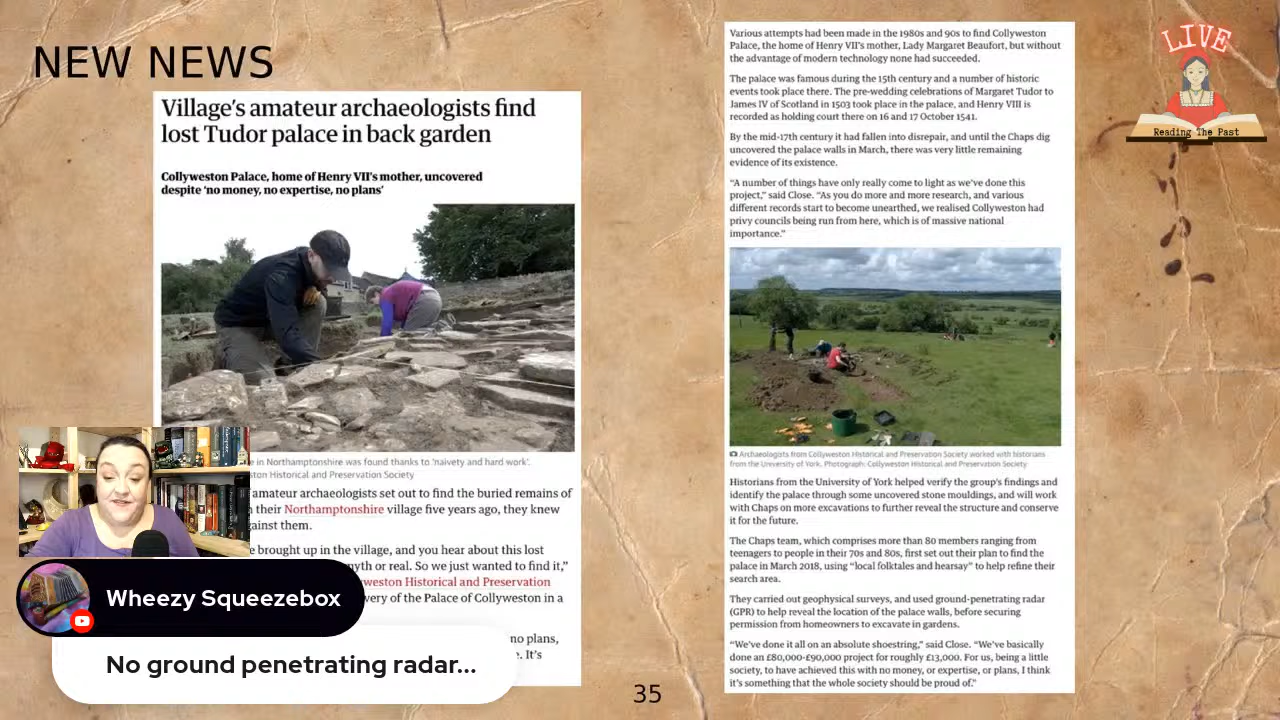 NEW NEWS
Village's amateur archaeologists find
lost Tudor palace in back garden
Collyweston Palace, home of Henry VII's mother, uncovered
despite 'no money, no expertise, no plans'
e in Northamptonshire was found thanks to 'naivety and hard work'.
ston Historical and Preservation Society
amateur archaeologists set out to find the buried remains of
their Northamptonshire village five years ago, they knew
ainst them.
e brought up in the village, and you hear about this lost
nyth or real. So we just wanted to find it,"
weston Historical and Preservation
very of the Palace of Collyweston in a
no plans,
e. It's
Wheezy Squeezebox
No ground penetrating radar...
Various attempts had been made in the 1980s and 90s to find Collyweston
Palace, the home of Henry VII's mother, Lady Margaret Beaufort, but without
the advantage of modern technology none had succeeded.
The palace was famous during the 15th century and a number of historic
events took place there. The pre-wedding celebrations of Margaret Tudor to
James IV of Scotland in 1503 took place in the palace, and Henry VIII is
recorded as holding court there on 16 and 17 October 1541.
By the mid-17th century it had fallen into disrepair, and until the Chaps dig
uncovered the palace walls in March, there was very little remaining
evidence of its existence.
"A number of things have only really come to light as we've done this
project," said Close. "As you do more and more research, and various
different records start to become unearthed, we realised Collyweston had
privy councils being run from here, which is of massive national
importance."
Archaeologists from Collyweston Historical and Preservation Society worked with historians
from the University of York. Photograph: Collyweston Historical and Preservation Society
Historians from the University of York helped verify the group's findings and
identify the palace through some uncovered stone mouldings, and will work
with Chaps on more excavations to further reveal the structure and conserve
it for the future.
The Chaps team, which comprises more than 80 members ranging from
teenagers to people in their 70s and 80s, first set out their plan to find the
palace in March 2018, using "local folktales and hearsay" to help refine their
search area.
They carried out geophysical surveys, and used ground-penetrating radar
(GPR) to help reveal the location of the palace walls, before securing
permission from homeowners to excavate in gardens.
"We've done it all on an absolute shoestring," said Close. "We've basically
done an £80,000-£90,000 project for roughly £13,000. For us, being a little
society, to have achieved this with no money, or expertise, or plans, I think
it's something that the whole society should be proud of."
35
LIVE
Reading The Past